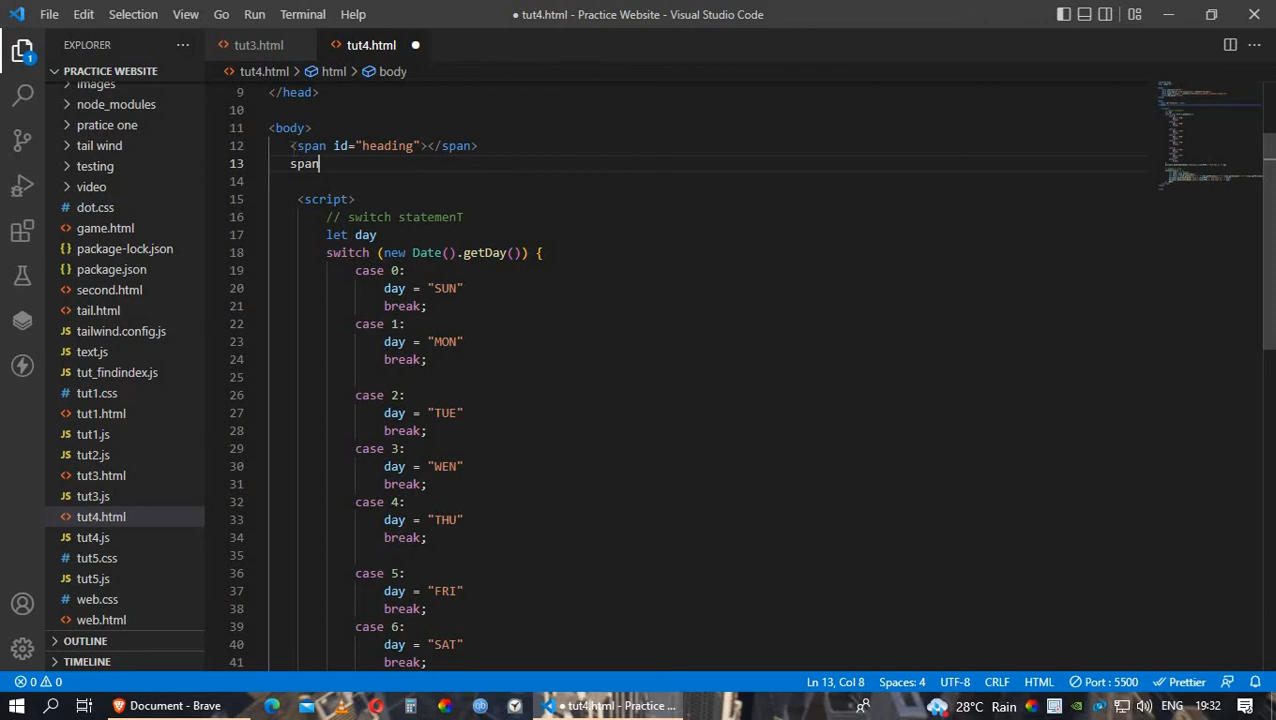 File Edit Selection View Go Run Terminal Help
tut4.html - Practice Website - Visual Studio Code
EXPLORER
tut3.html
tut4.html
PRACTICE WEBSITE
tut4.html > html > body
images
node_modules
pratice one
tail wind
testing
video
dot.css
game.html
package-lock.json
package.json
second.html
tail.html
tailwind.config.js
text.js
tut_findindex.js
tut1.css
tut1.html
tut1.js
tut2.js
tut3.html
tut3.js
tut4.html
tut4.js
tut5.css
tut5.js
web.css
web.html
OUTLINE
TIMELINE
1
9 </head>
10
11 <body>
12 <span id="heading"></span>
13 span
14
15 <script>
16 // switch statemenT
17 let day
18 switch (new Date().getDay()) {
19 case 0:
20 day = "SUN"
21 break;
22 case 1:
23 day = "MON"
24 break;
25
26 case 2:
27 day = "TUE"
28 break;
29 case 3:
30 day = "WEN"
31 break;
32 case 4:
33 day = "THU"
34 break;
35
36 case 5:
37 day = "FRI"
38 break;
39 case 6:
40 day = "SAT"
41 break;
0 0
Ln 13, Col 8
Spaces: 4
UTF-8
CRLF
HTML
Port : 5500
Prettier
Document - Brave
tut4.html - Practice ...
28°C Rain
ENG
19:32
2